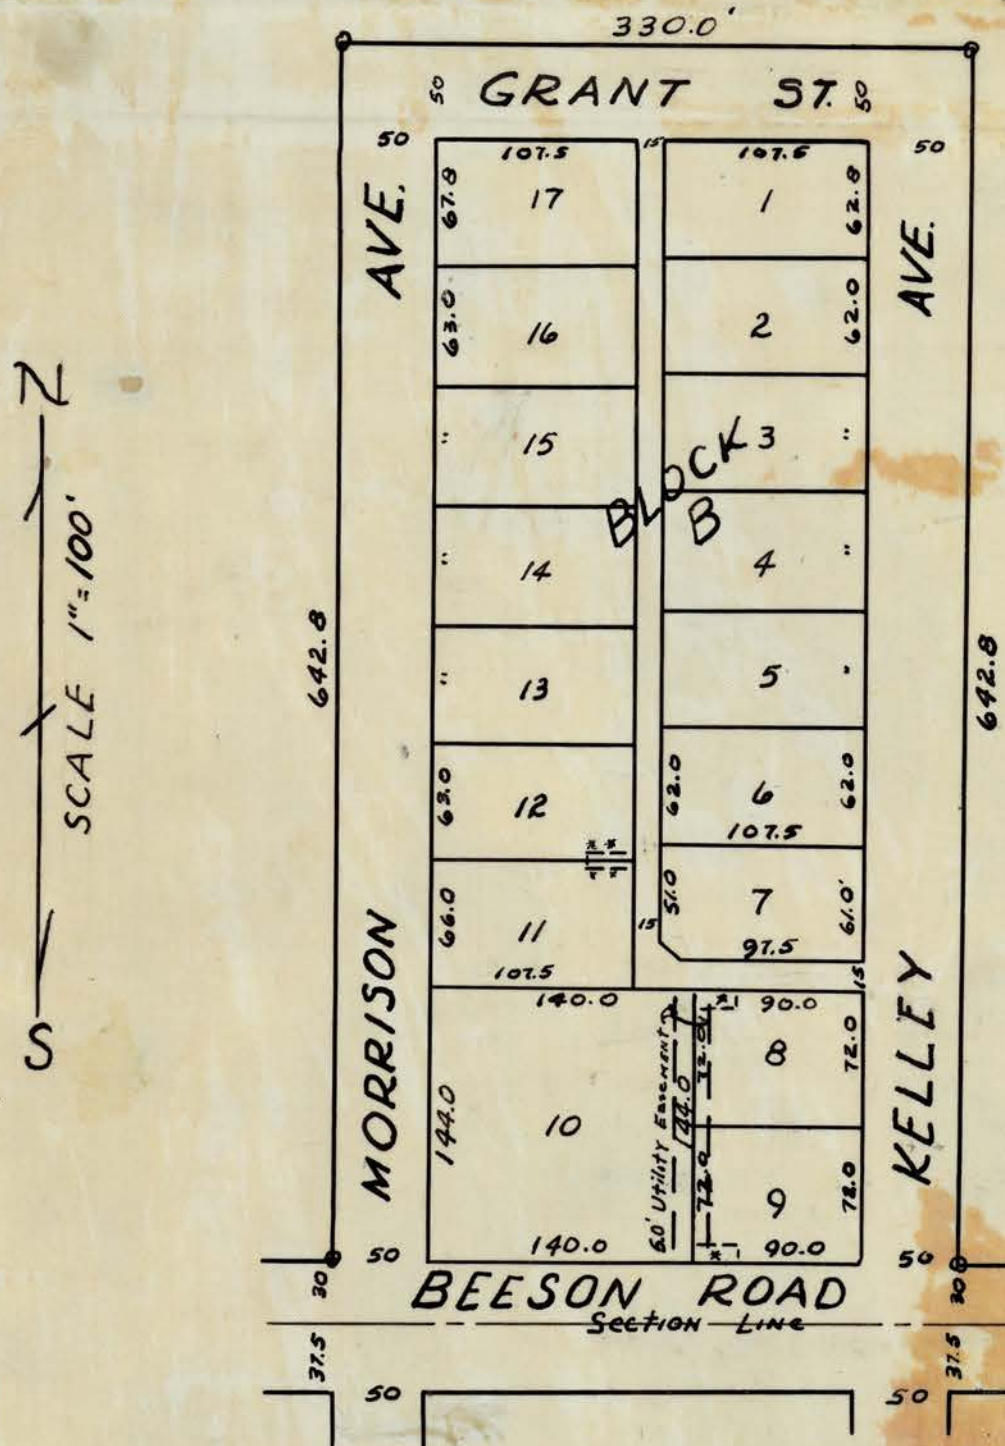 330.0'
50 GRANT ST. 50
50 107.5 15 107.5 50
67.8 17 1 62.8
AVE. AVE.
63.0 16 2 62.0
" 15 3 "
BLOCK
B
" 14 4 "
N
SCALE 1"=100'
S
642.8
642.8
" 13 5 "
63.0 12 62.0 6 62.0
107.5
66.0 11 51.0 7 61.0'
107.5 15 97.5
15
MORRISON
KELLEY
140.0 90.0
72.0 8 72.0
6.0' Utility Easement
144.0 10 144.0
72.0 9 72.0
140.0 90.0
50 50
30 BEESON ROAD 30
Section Line
37.5 37.5
50 50